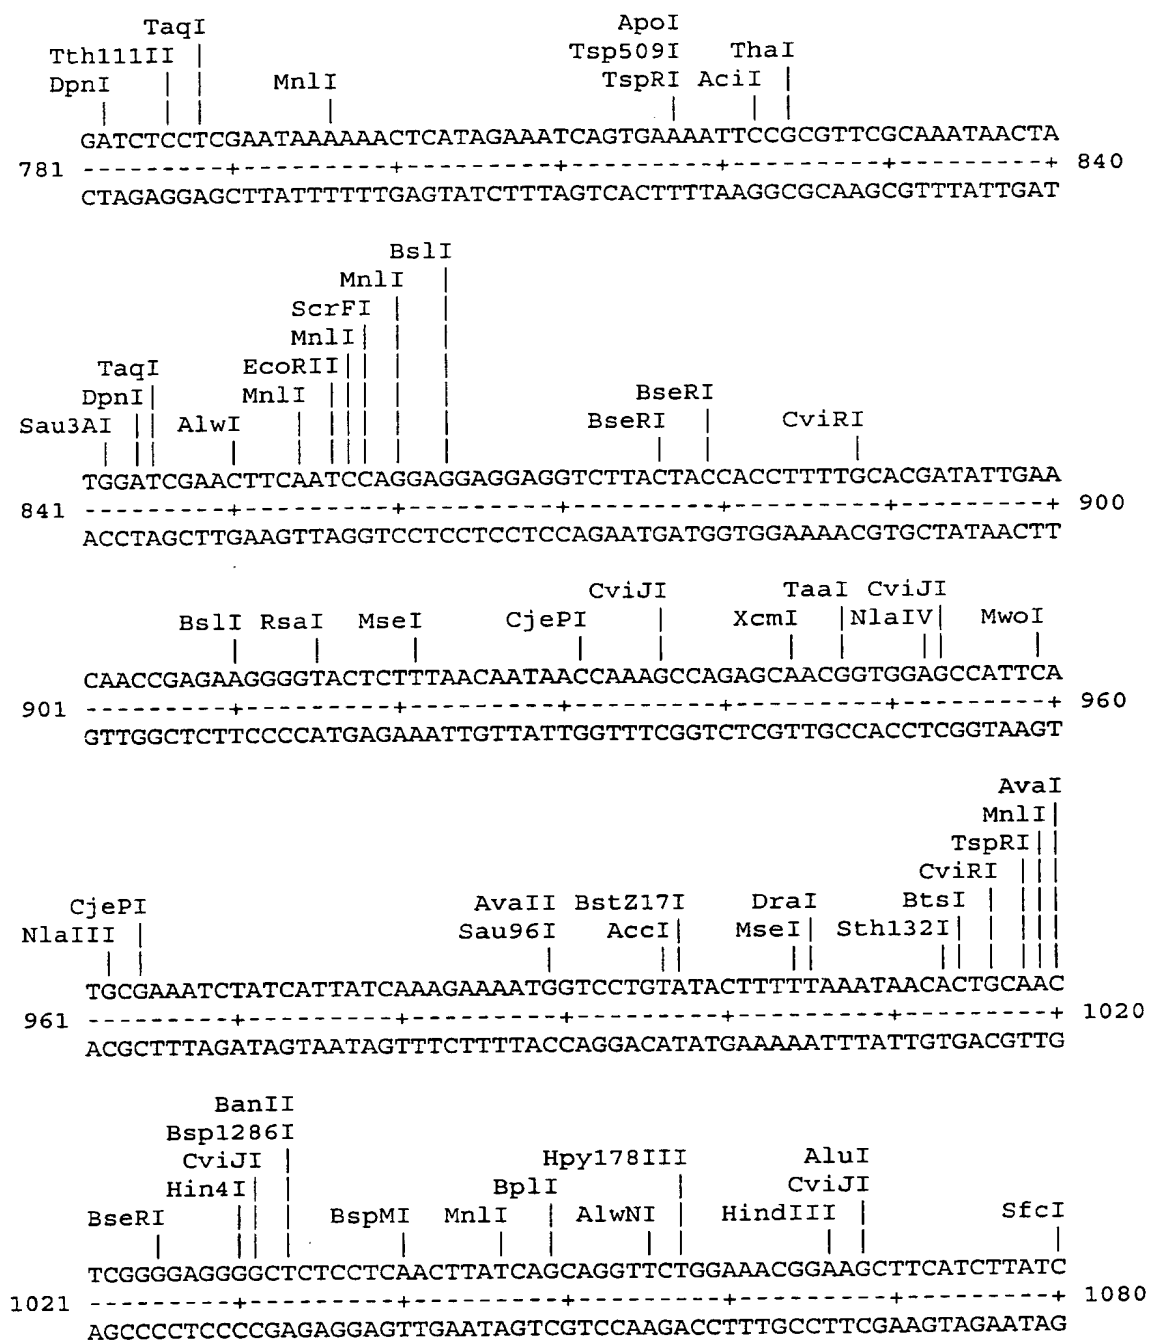 TaqI ApoI
Tth111II | Tsp509I ThaI
DpnI | | MnlI TspRI AciI |
| | | | | | |
GATCTCCTCGAATAAAAAACTCATAGAAATCAGTGAAAATTCCGCGTTCGCAAATAACTA
781 ---------+---------+---------+---------+---------+---------+ 840
CTAGAGGAGCTTATTTTTTGAGTATCTTTAGTCACTTTTAAGGCGCAAGCGTTTATTGAT
BslI
MnlI |
ScrFI | |
MnlI| | |
TaqI EcoRII|| | |
DpnI| MnlI ||| | | BseRI
Sau3AI || AlwI | ||| | | BseRI | CviRI
| || | | ||| | | | | |
TGGATCGAACTTCAATCCAGGAGGAGGAGGTCTTACTACCACCTTTTGCACGATATTGAA
841 ---------+---------+---------+---------+---------+---------+ 900
ACCTAGCTTGAAGTTAGGTCCTCCTCCTCCAGAATGATGGTGGAAAACGTGCTATAACTT
CviJI TaaI CviJI
BslI RsaI MseI CjePI | XcmI |NlaIV| MwoI
| | | | | | | || |
CAACCGAGAAGGGGTACTCTTTAACAATAACCAAAGCCAGAGCAACGGTGGAGCCATTCA
901 ---------+---------+---------+---------+---------+---------+ 960
GTTGGCTCTTCCCCATGAGAAATTGTTATTGGTTTCGGTCTCGTTGCCACCTCGGTAAGT
AvaI
MnlI|
TspRI||
CviRI |||
CjePI AvaII BstZ17I DraI BtsI | |||
NlaIII | Sau96I AccI| MseI| Sth132I| | |||
| | | || || || | |||
TGCGAAATCTATCATTATCAAAGAAAATGGTCCTGTATACTTTTTAAATAACACTGCAAC
961 ---------+---------+---------+---------+---------+---------+ 1020
ACGCTTTAGATAGTAATAGTTTCTTTTACCAGGACATATGAAAAATTTATTGTGACGTTG
BanII
Bsp1286I
CviJI | Hpy178III AluI
Hin4I| | BplI | CviJI
BseRI || | BspMI MnlI | AlwNI | HindIII | SfcI
| || | | | | | | | | |
TCGGGGAGGGGGCTCTCCTCAACTTATCAGCAGGTTCTGGAAACGGAAGCTTCATCTTATC
1021 ---------+---------+---------+---------+---------+---------+ 1080
AGCCCCTCCCCCGAGAGGAGTTGAATAGTCGTCCAAGACCTTTGCCTTCGAAGTAGAATAG